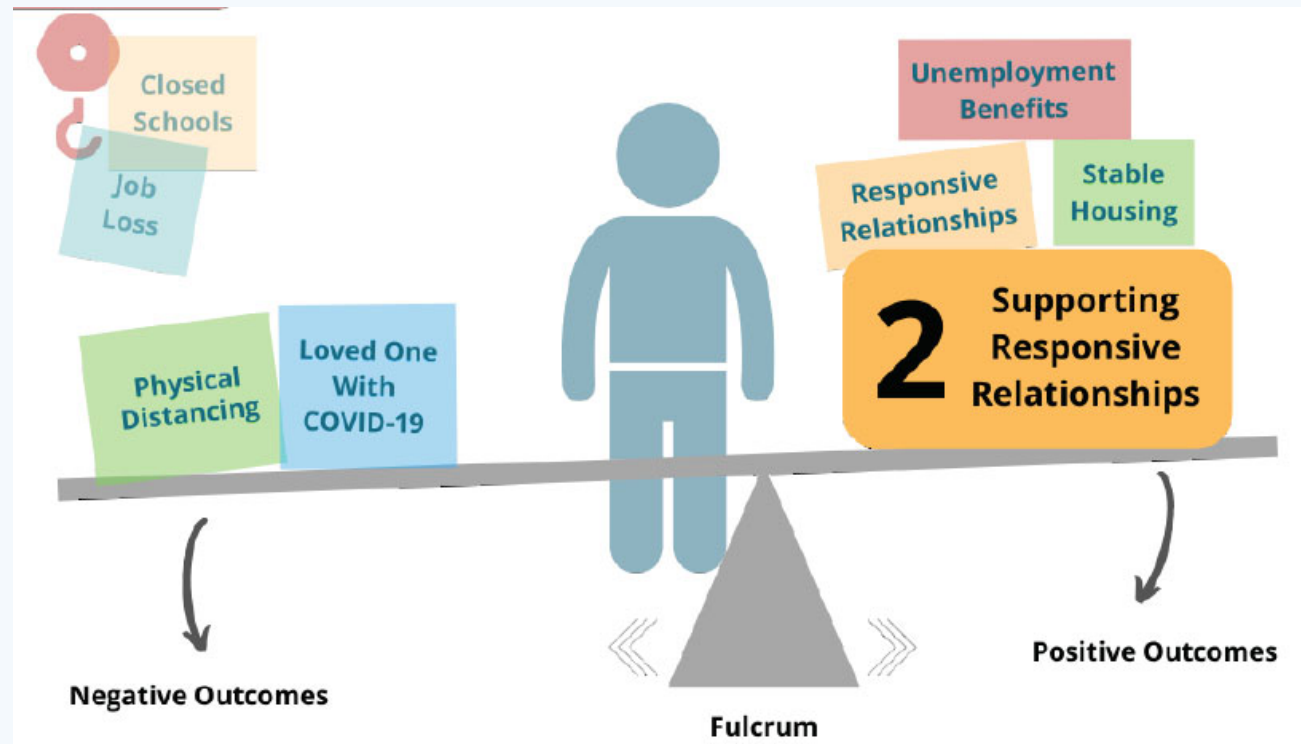 Closed
Schools
Job
Loss
Physical
Distancing
Loved One
With
COVID-19
Unemployment
Benefits
Responsive
Relationships
Stable
Housing
2
Supporting
Responsive
Relationships
Negative Outcomes
Fulcrum
Positive Outcomes